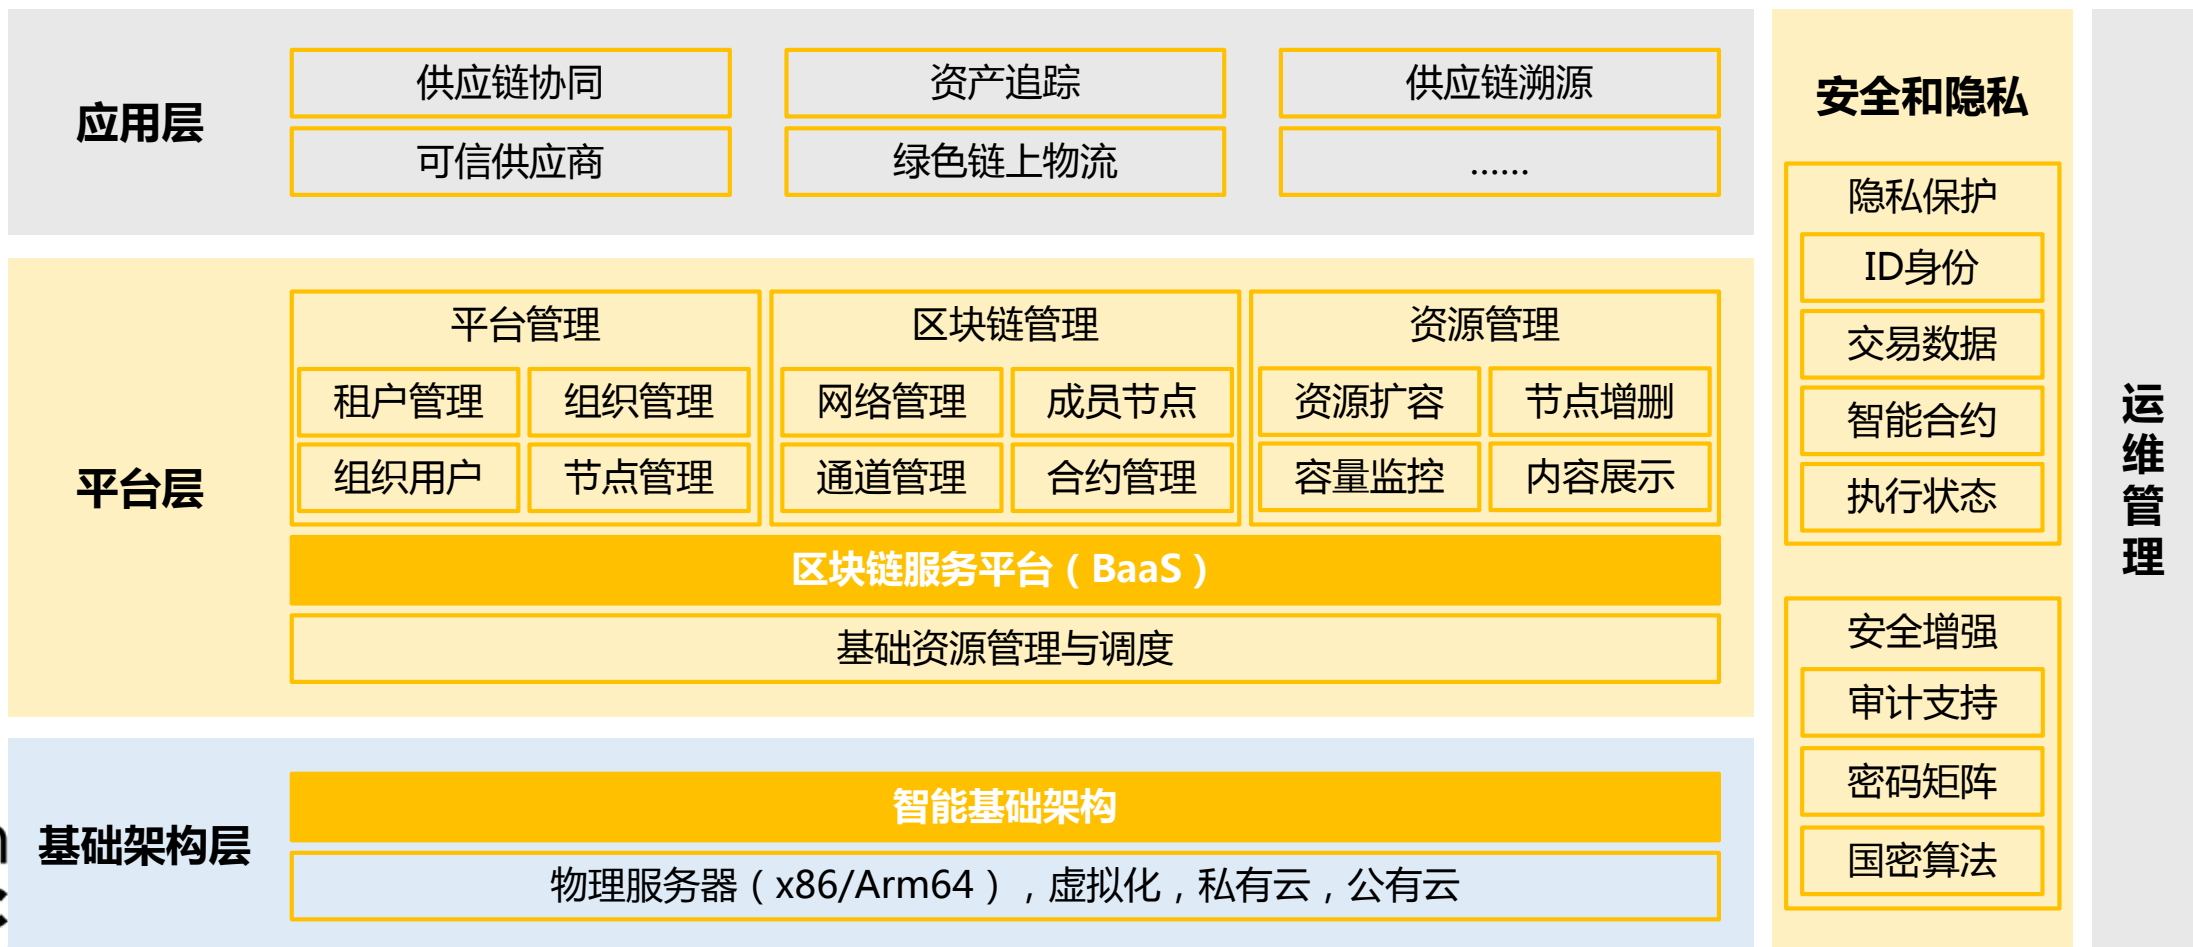 应用层
供应链协同
资产追踪
供应链溯源
可信供应商
绿色链上物流
......
平台层
平台管理
租户管理
组织管理
组织用户
节点管理
区块链管理
网络管理
成员节点
通道管理
合约管理
资源管理
资源扩容
节点增删
容量监控
内容展示
区块链服务平台（BaaS）
基础资源管理与调度
基础架构层
智能基础架构
物理服务器（x86/Arm64），虚拟化，私有云，公有云
安全和隐私
隐私保护
ID身份
交易数据
智能合约
执行状态
安全增强
审计支持
密码矩阵
国密算法
运维管理